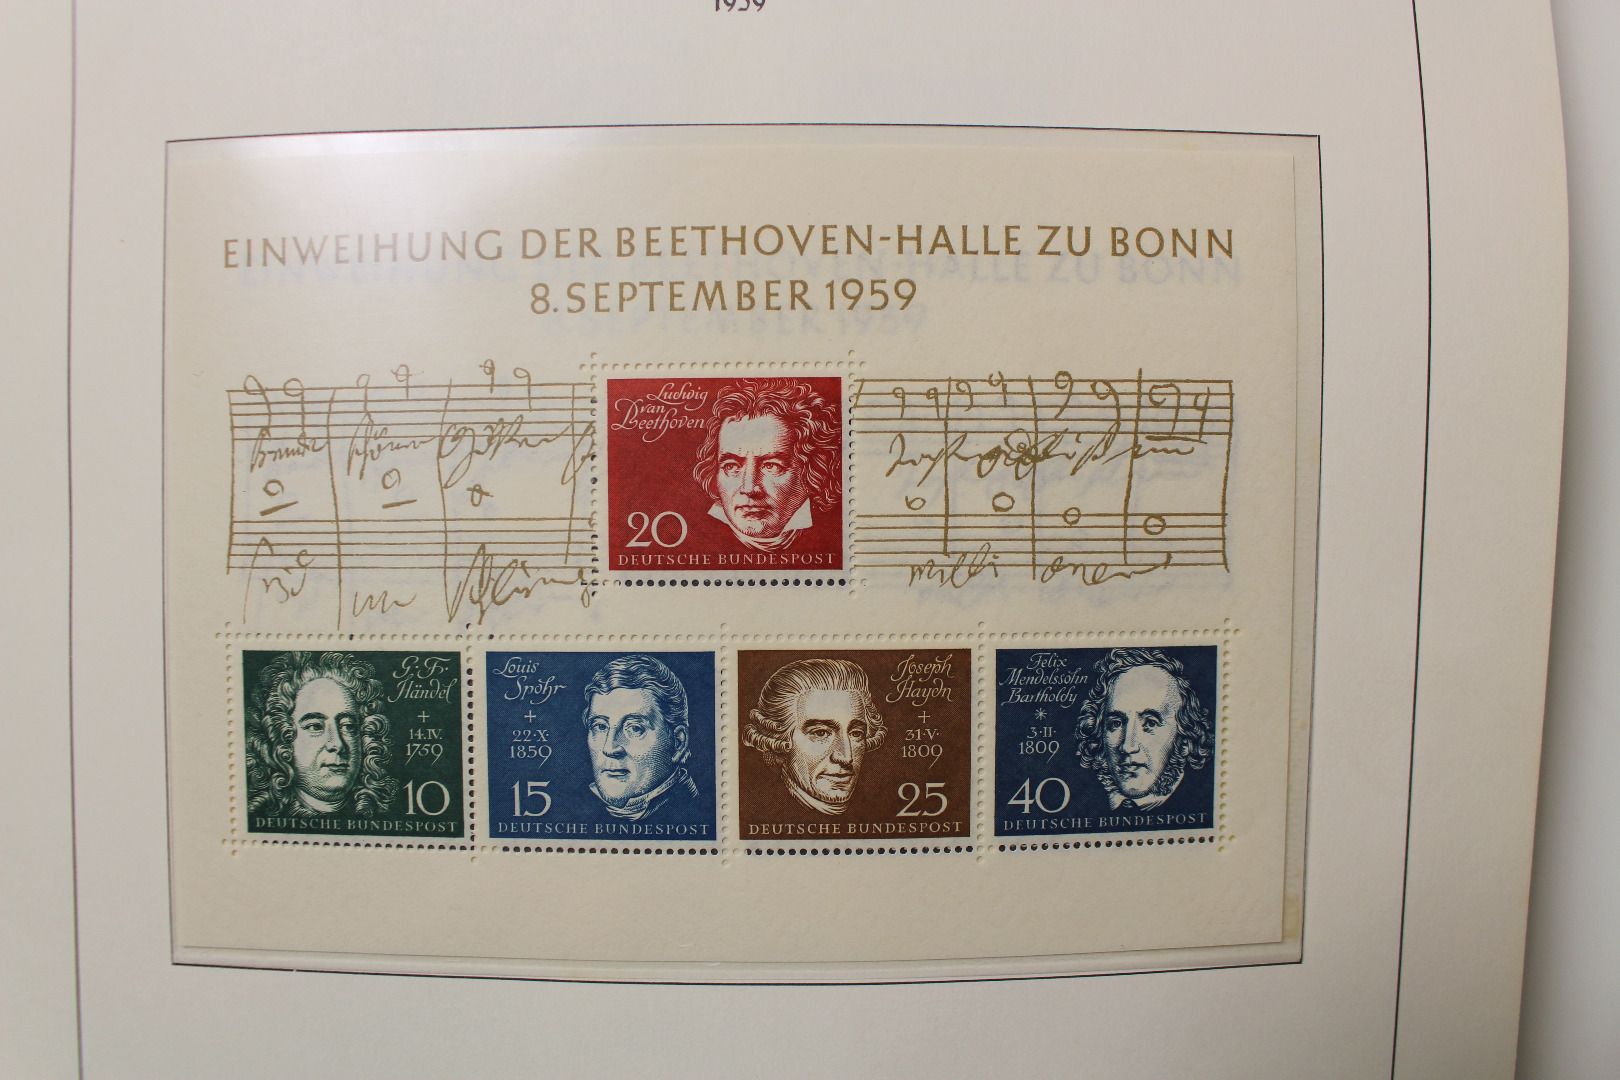 1959
EINWEIHUNG DER BEETHOVEN-HALLE ZU BONN
8. SEPTEMBER 1959
Ludwig
van
Beethoven
20
DEUTSCHE BUNDESPOST
G. Fr.
Händel
+
14.IV.
1759
10
DEUTSCHE BUNDESPOST
Louis
Spohr
+
22·X·
1859
15
DEUTSCHE BUNDESPOST
Joseph
Haydn
+
31·V·
1809
25
DEUTSCHE BUNDESPOST
Felix
Mendelssohn
Bartholdy
*
3·II·
1809
40
DEUTSCHE BUNDESPOST